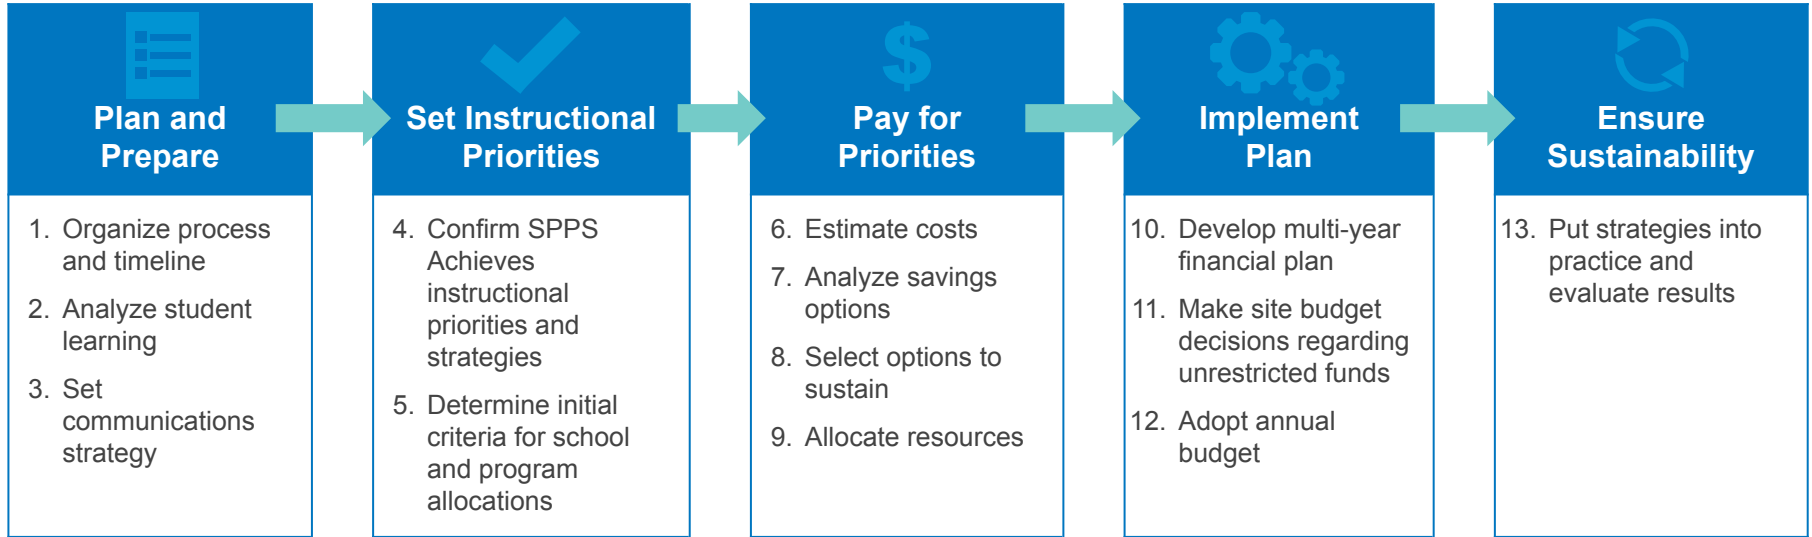 Plan and
Prepare
1. Organize process
and timeline
2. Analyze student
learning
3. Set
communications
strategy
Set Instructional
Priorities
4. Confirm SPPS
Achieves
instructional
priorities and
strategies
5. Determine initial
criteria for school
and program
allocations
$
Pay for
Priorities
6. Estimate costs
7. Analyze savings
options
8. Select options to
sustain
9. Allocate resources
Implement
Plan
10. Develop multi-year
financial plan
11. Make site budget
decisions regarding
unrestricted funds
12. Adopt annual
budget
Ensure
Sustainability
13. Put strategies into
practice and
evaluate results